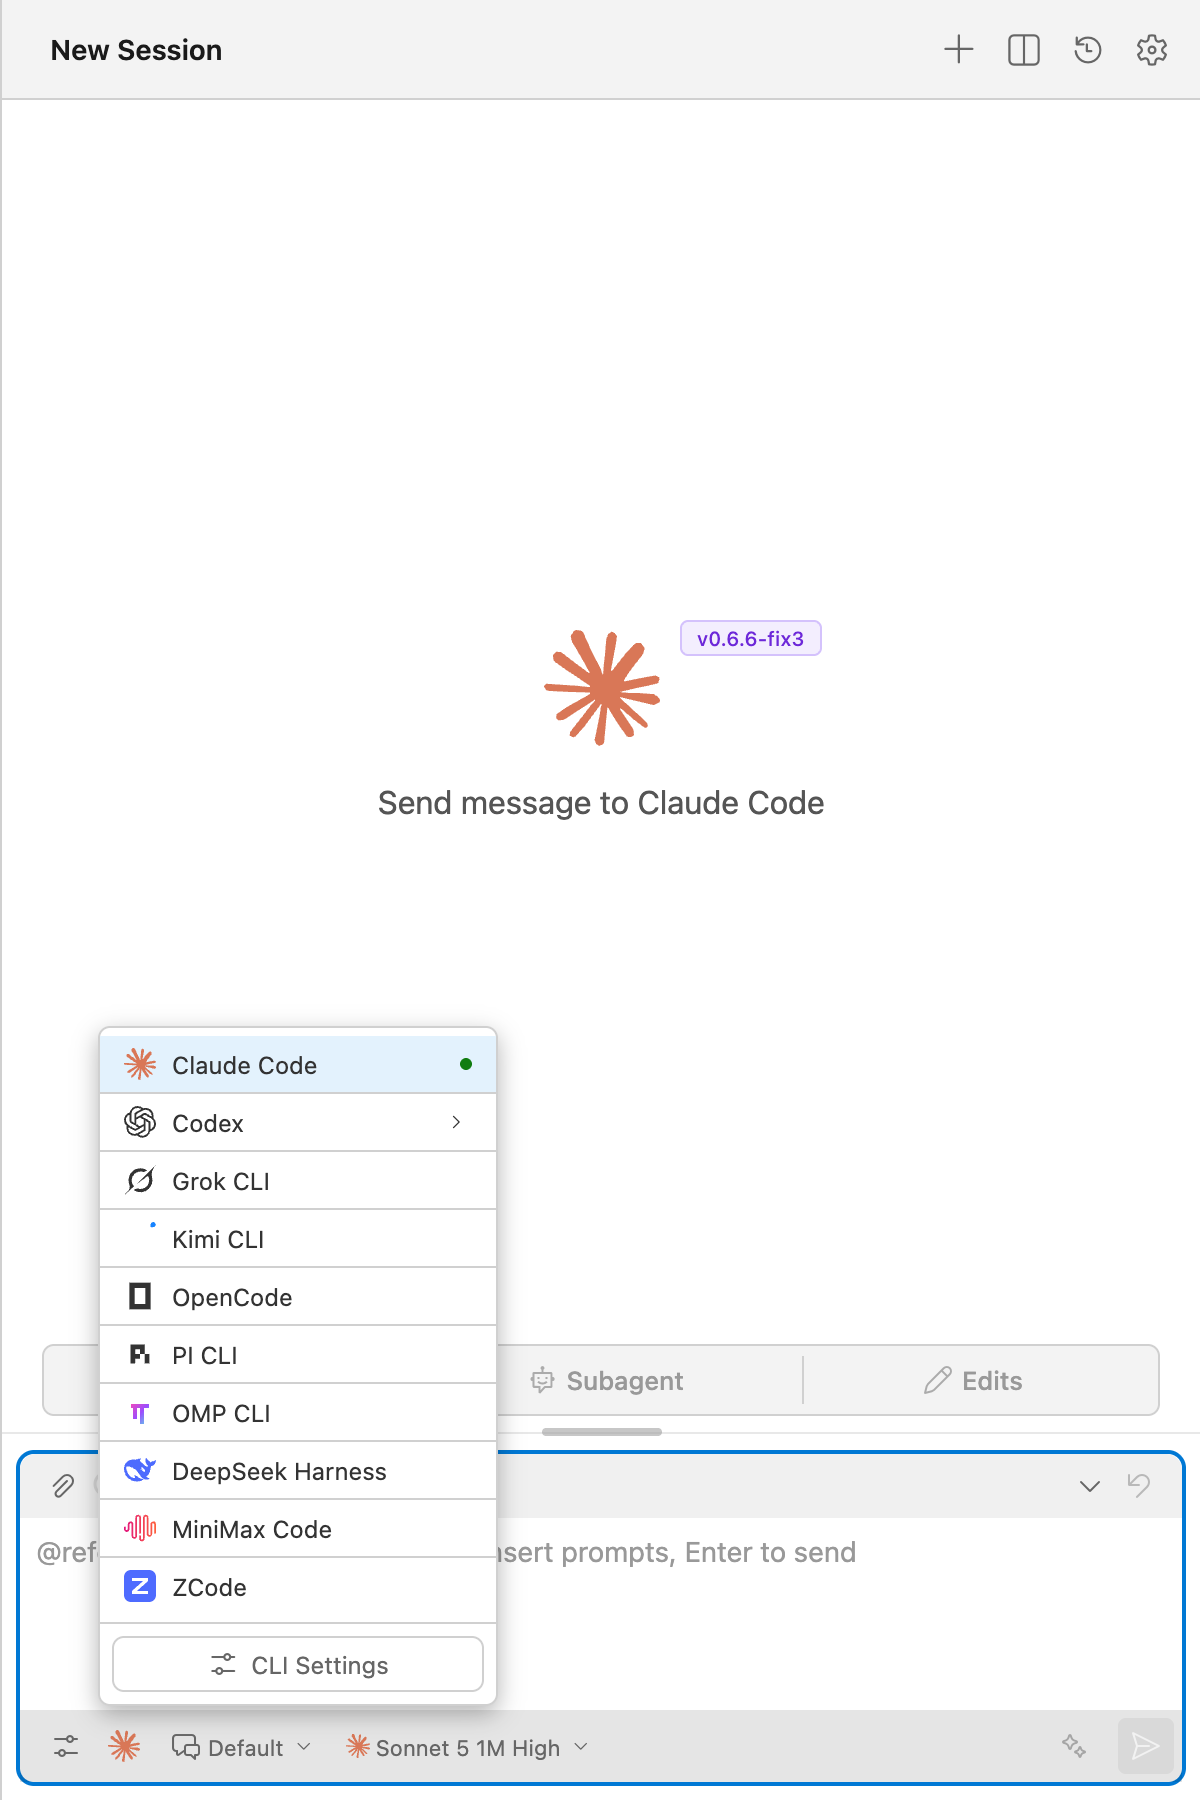 New Session
v0.6.6-fix3
Send message to Claude Code
Claude Code
Codex
Grok CLI
Kimi CLI
OpenCode
PI CLI
OMP CLI
DeepSeek Harness
MiniMax Code
ZCode
CLI Settings
Subagent
Edits
prompts, Enter to send
Default
Sonnet 5 1M High